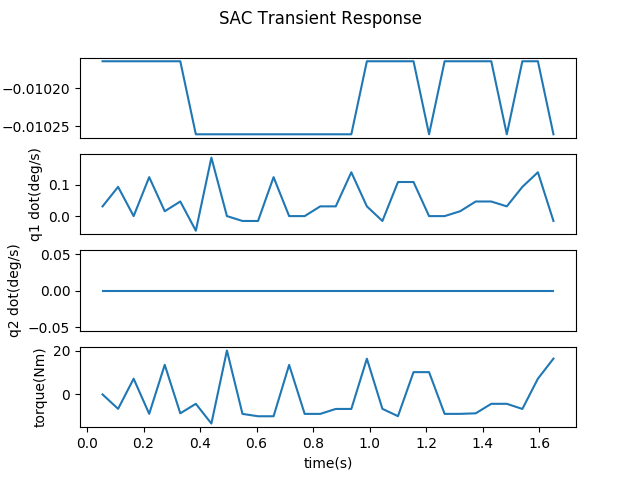 SAC Transient Response
−0.01020
−0.01025
q1 dot(deg/s)
0.1
0.0
q2 dot(deg/s)
0.05
0.00
−0.05
torque(Nm)
20
0
0.0 0.2 0.4 0.6 0.8 1.0 1.2 1.4 1.6
time(s)